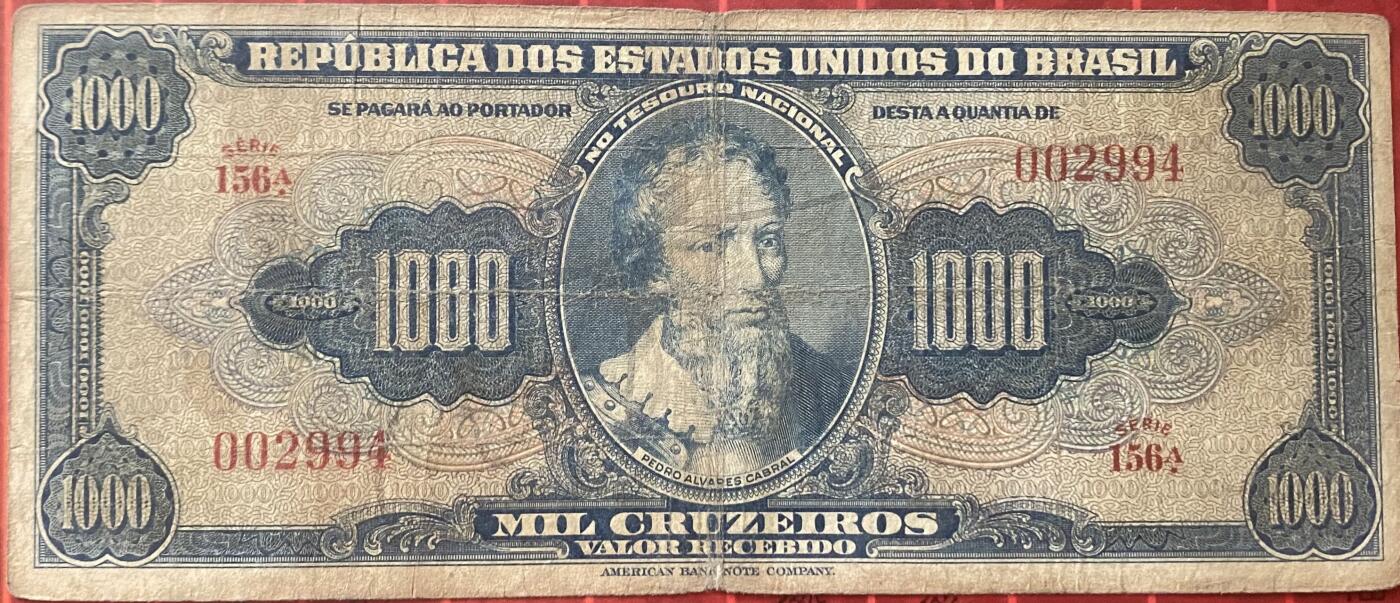 REPÚBLICA DOS ESTADOS UNIDOS DO BRASIL
1000
1000
SE PAGARÁ AO PORTADOR
NO TESOURO NACIONAL
DESTA A QUANTIA DE
SÉRIE
156A
002994
1000
1000
1000
1000
002994
SÉRIE
156A
PEDRO ALVARES CABRAL
1000
1000
MIL CRUZEIROS
VALOR RECEBIDO
AMERICAN BANK NOTE COMPANY.